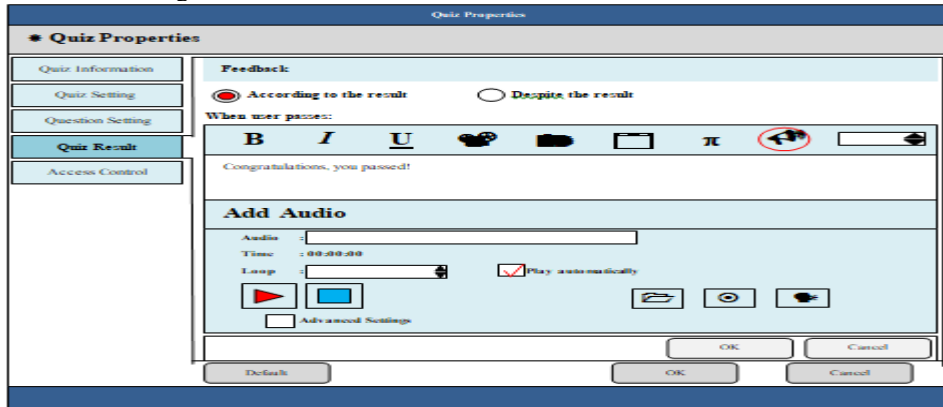 Quiz Properties
✹ Quiz Properties
Quiz Information
Quiz Setting
Question Setting
Quiz Result
Access Control
Feedback
According to the result Despite the result
When user passes:
B I U π
Congratulations, you passed!
Add Audio
Audio :
Time : 00:00:00
Loop : Play automatically
Advanced Settings
OK Cancel
Default OK Cancel